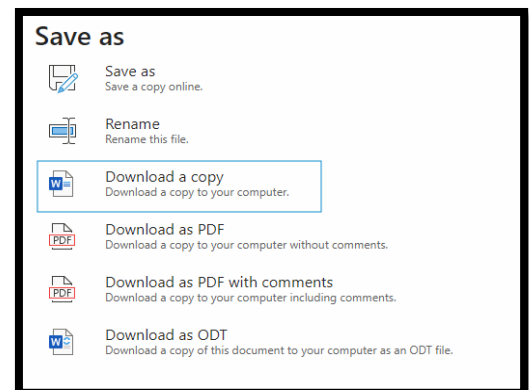 Save as
Save as
Save a copy online.
Rename
Rename this file.
W
Download a copy
Download a copy to your computer.
PDF
Download as PDF
Download a copy to your computer without comments.
PDF
Download as PDF with comments
Download a copy to your computer including comments.
W
Download as ODT
Download a copy of this document to your computer as an ODT file.